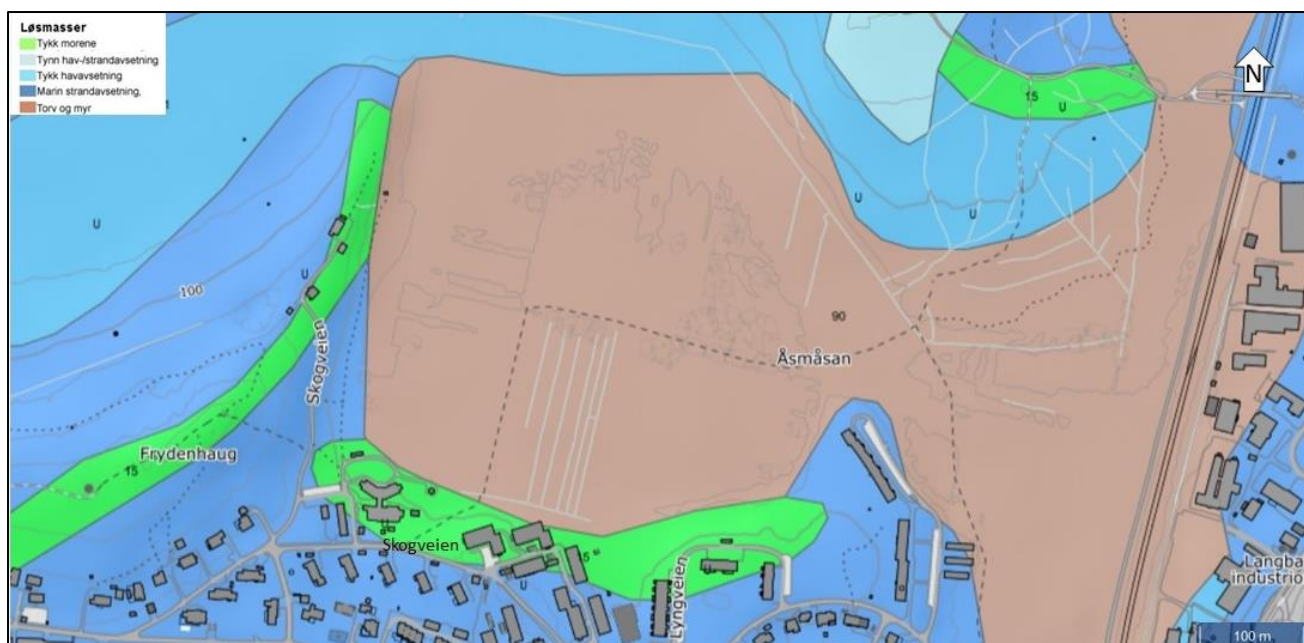 Løsmasser
Tykk morene
Tynn hav-/strandavsetning
Tykk havavsetning
Marin strandavsetning,
Torv og myr
N
15
U
U
U
U
U
100
90
Åsmåsan
Skogveien
Frydenhaug
15
Skogveien
U
Lyngveien
Langba
industrio
100 m